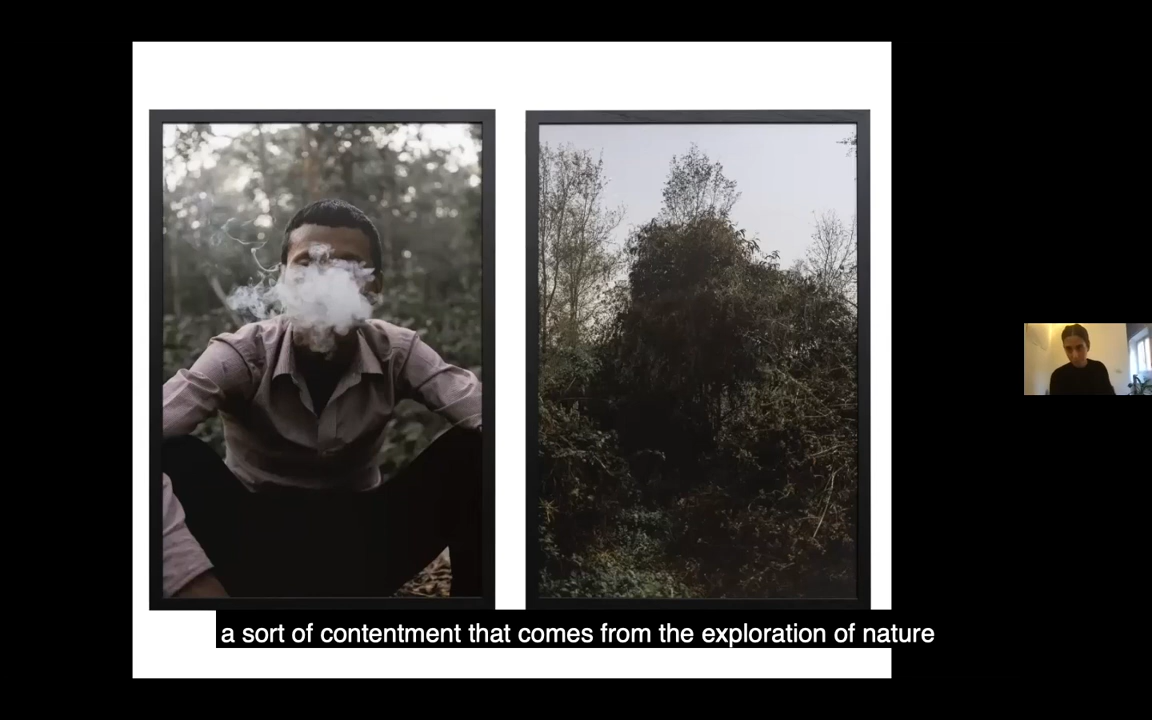 a sort of contentment that comes from the exploration of nature